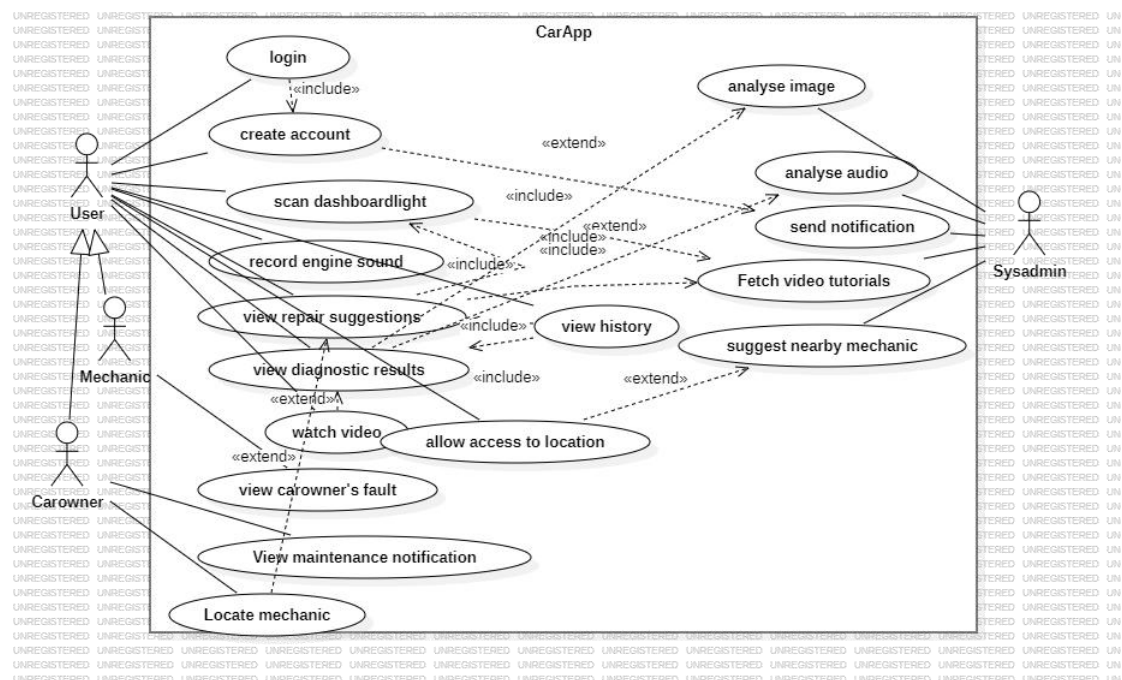 CarApp
login
«include»
create account
analyse image
«extend»
analyse audio
scan dashboardlight
«include»
send notification
User
«extend»
«include»
«include»
record engine sound
«include»
Sysadmin
Fetch video tutorials
view repair suggestions
«include»
view history
suggest nearby mechanic
view diagnostic results
Mechanic
«include»
«extend»
«extend»
watch video
allow access to location
«extend»
view carowner's fault
Carowner
View maintenance notification
Locate mechanic
UNREGISTERED